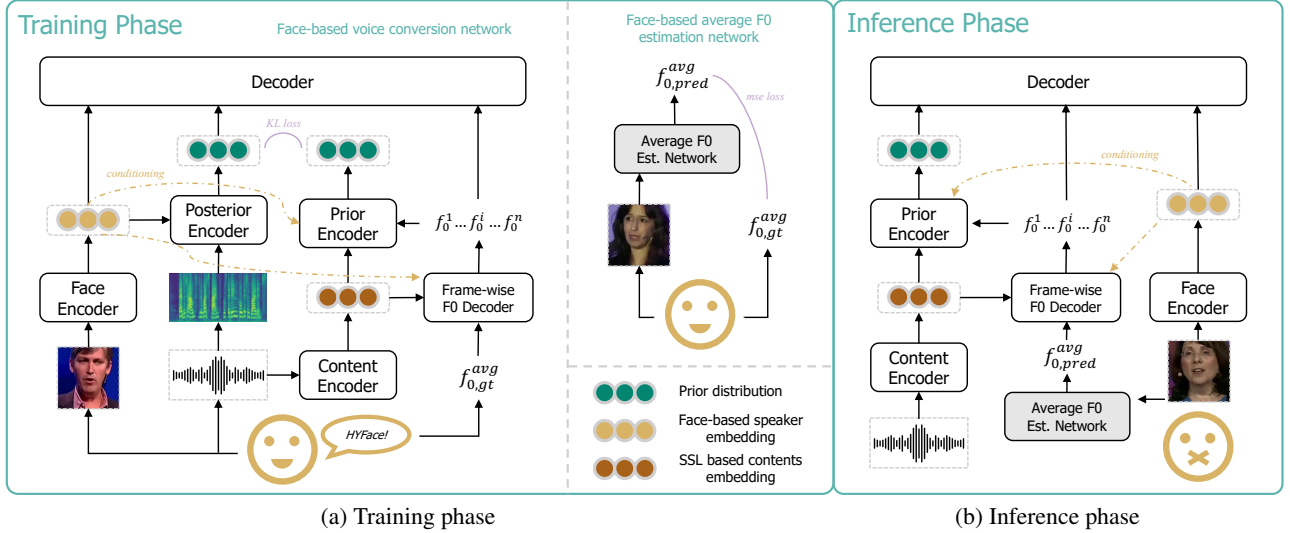 Training Phase
Face-based voice conversion network
Decoder
KL loss
conditioning
Posterior
Encoder
Prior
Encoder
f_0^1 ... f_0^i ... f_0^n
Face
Encoder
Frame-wise
F0 Decoder
Content
Encoder
f_{0,gt}^{avg}
HYFace!
Face-based average F0
estimation network
f_{0,pred}^{avg}
mse loss
Average F0
Est. Network
f_{0,gt}^{avg}
Prior distribution
Face-based speaker
embedding
SSL based contents
embedding
Inference Phase
Decoder
conditioning
Prior
Encoder
f_0^1 ... f_0^i ... f_0^n
Frame-wise
F0 Decoder
Face
Encoder
Content
Encoder
f_{0,pred}^{avg}
Average F0
Est. Network
(a) Training phase
(b) Inference phase